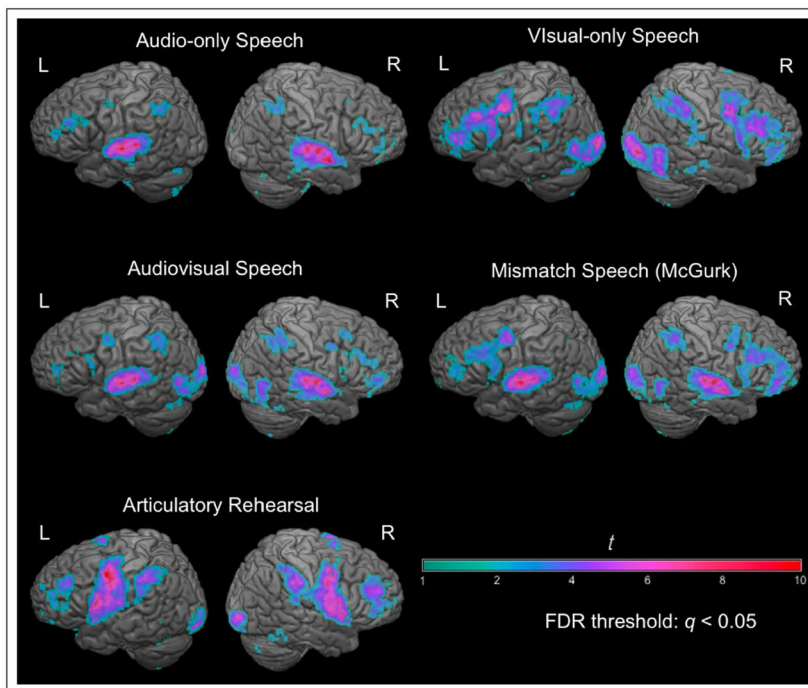 Audio-only Speech
L
R
VIsual-only Speech
L
R
Audiovisual Speech
L
R
Mismatch Speech (McGurk)
L
R
Articulatory Rehearsal
L
R
t
1 2 4 6 8 10
FDR threshold: q < 0.05